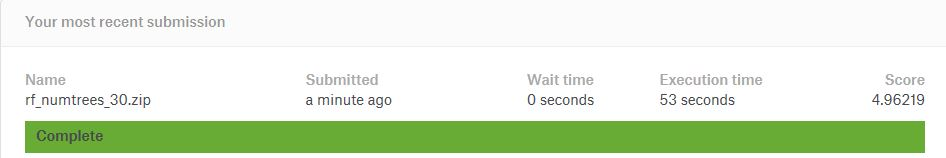 Your most recent submission
Name Submitted Wait time Execution time Score
rf_numtrees_30.zip a minute ago 0 seconds 53 seconds 4.96219
Complete